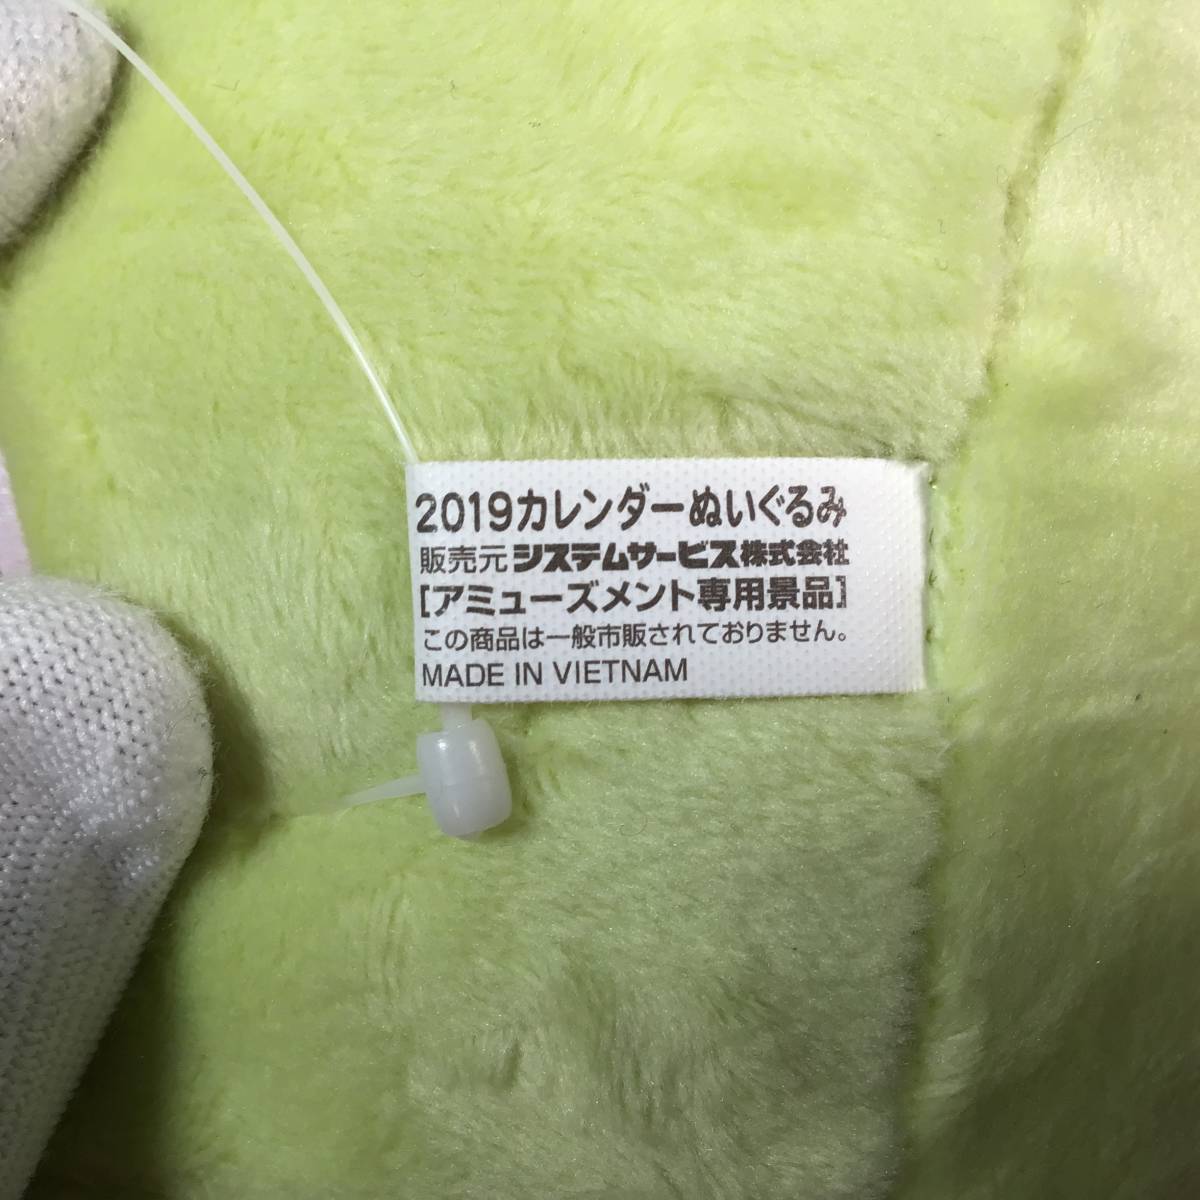 2019カレンダーぬいぐるみ
販売元 システムサービス株式会社
[アミューズメント専用景品]
この商品は一般市販されておりません。
MADE IN VIETNAM